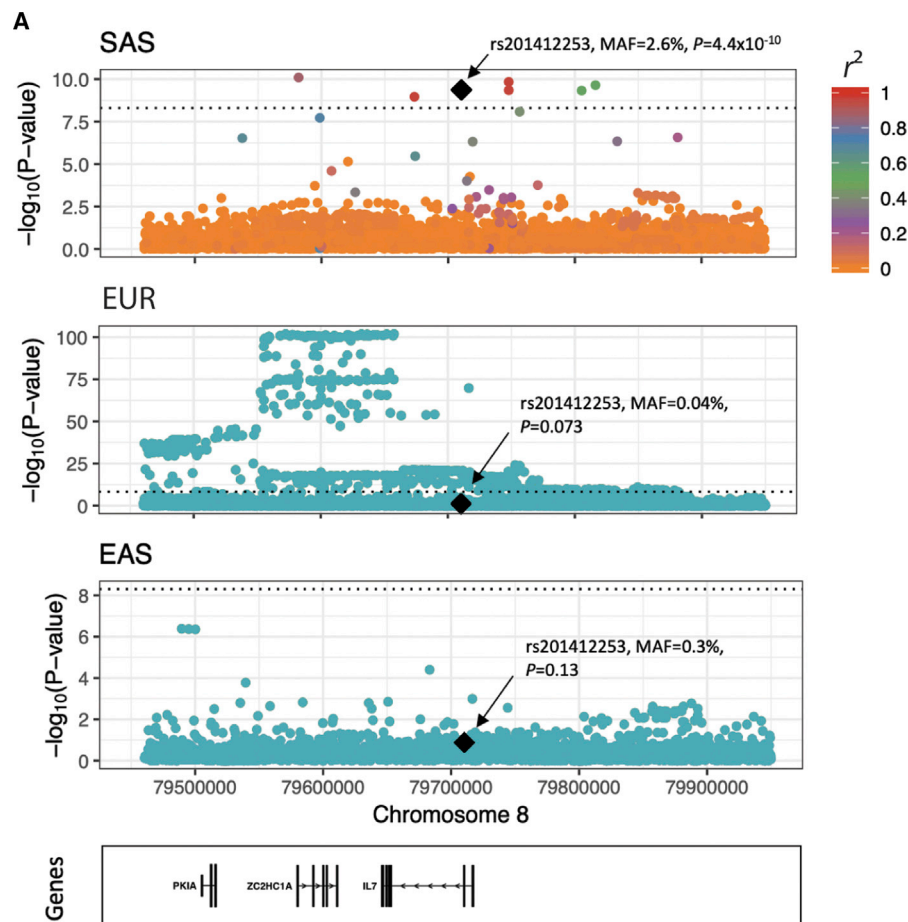 A
SAS
rs201412253, MAF=2.6%, P=4.4x10⁻¹⁰
r²
10.0
7.5
5.0
2.5
0.0
−log₁₀(P−value)
1
0.8
0.6
0.4
0.2
0
EUR
100
75
50
25
0
−log₁₀(P−value)
rs201412253, MAF=0.04%,
P=0.073
EAS
8
6
4
2
0
−log₁₀(P−value)
rs201412253, MAF=0.3%,
P=0.13
79500000 79600000 79700000 79800000 79900000
Chromosome 8
Genes
PKIA ZC2HC1A IL7